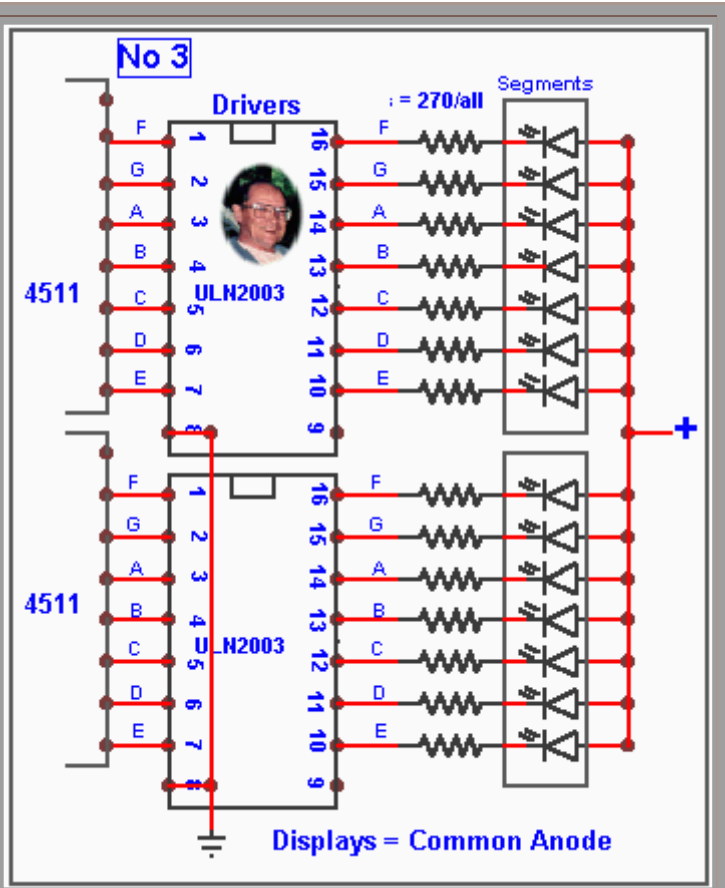 No 3
Segments
Drivers
: = 270/all
F 1 16 F
G 2 15 G
A 3 14 A
B 4 13 B
4511 ULN2003
C 5 12 C
D 6 11 D
E 7 10 E
8 9
+
F 1 16 F
G 2 15 G
A 3 14 A
4511
B 4 13 B
ULN2003
C 5 12 C
D 6 11 D
E 7 10 E
8 9
Displays = Common Anode